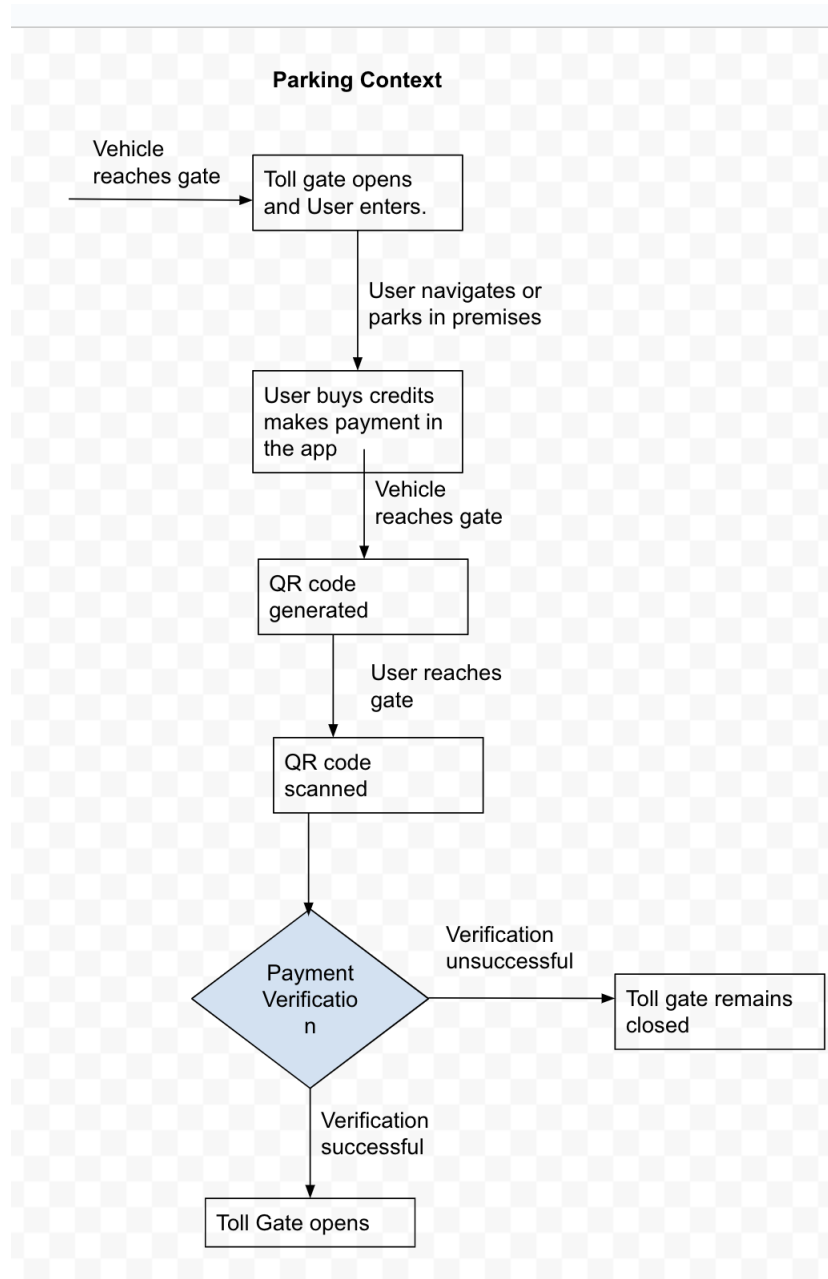 Parking Context
Vehicle
reaches gate
Toll gate opens
and User enters.
User navigates or
parks in premises
User buys credits
makes payment in
the app
Vehicle
reaches gate
QR code
generated
User reaches
gate
QR code
scanned
Payment
Verificatio
n
Verification
unsuccessful
Toll gate remains
closed
Verification
successful
Toll Gate opens